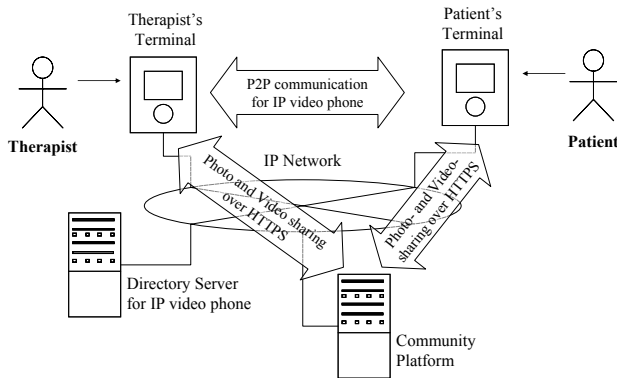 Therapist's
Terminal
Patient's
Terminal
P2P communication
for IP video phone
Therapist
Patient
IP Network
Photo and Video sharing
over HTTPS
Photo- and Video-
sharing over HTTPS
Directory Server
for IP video phone
Community
Platform